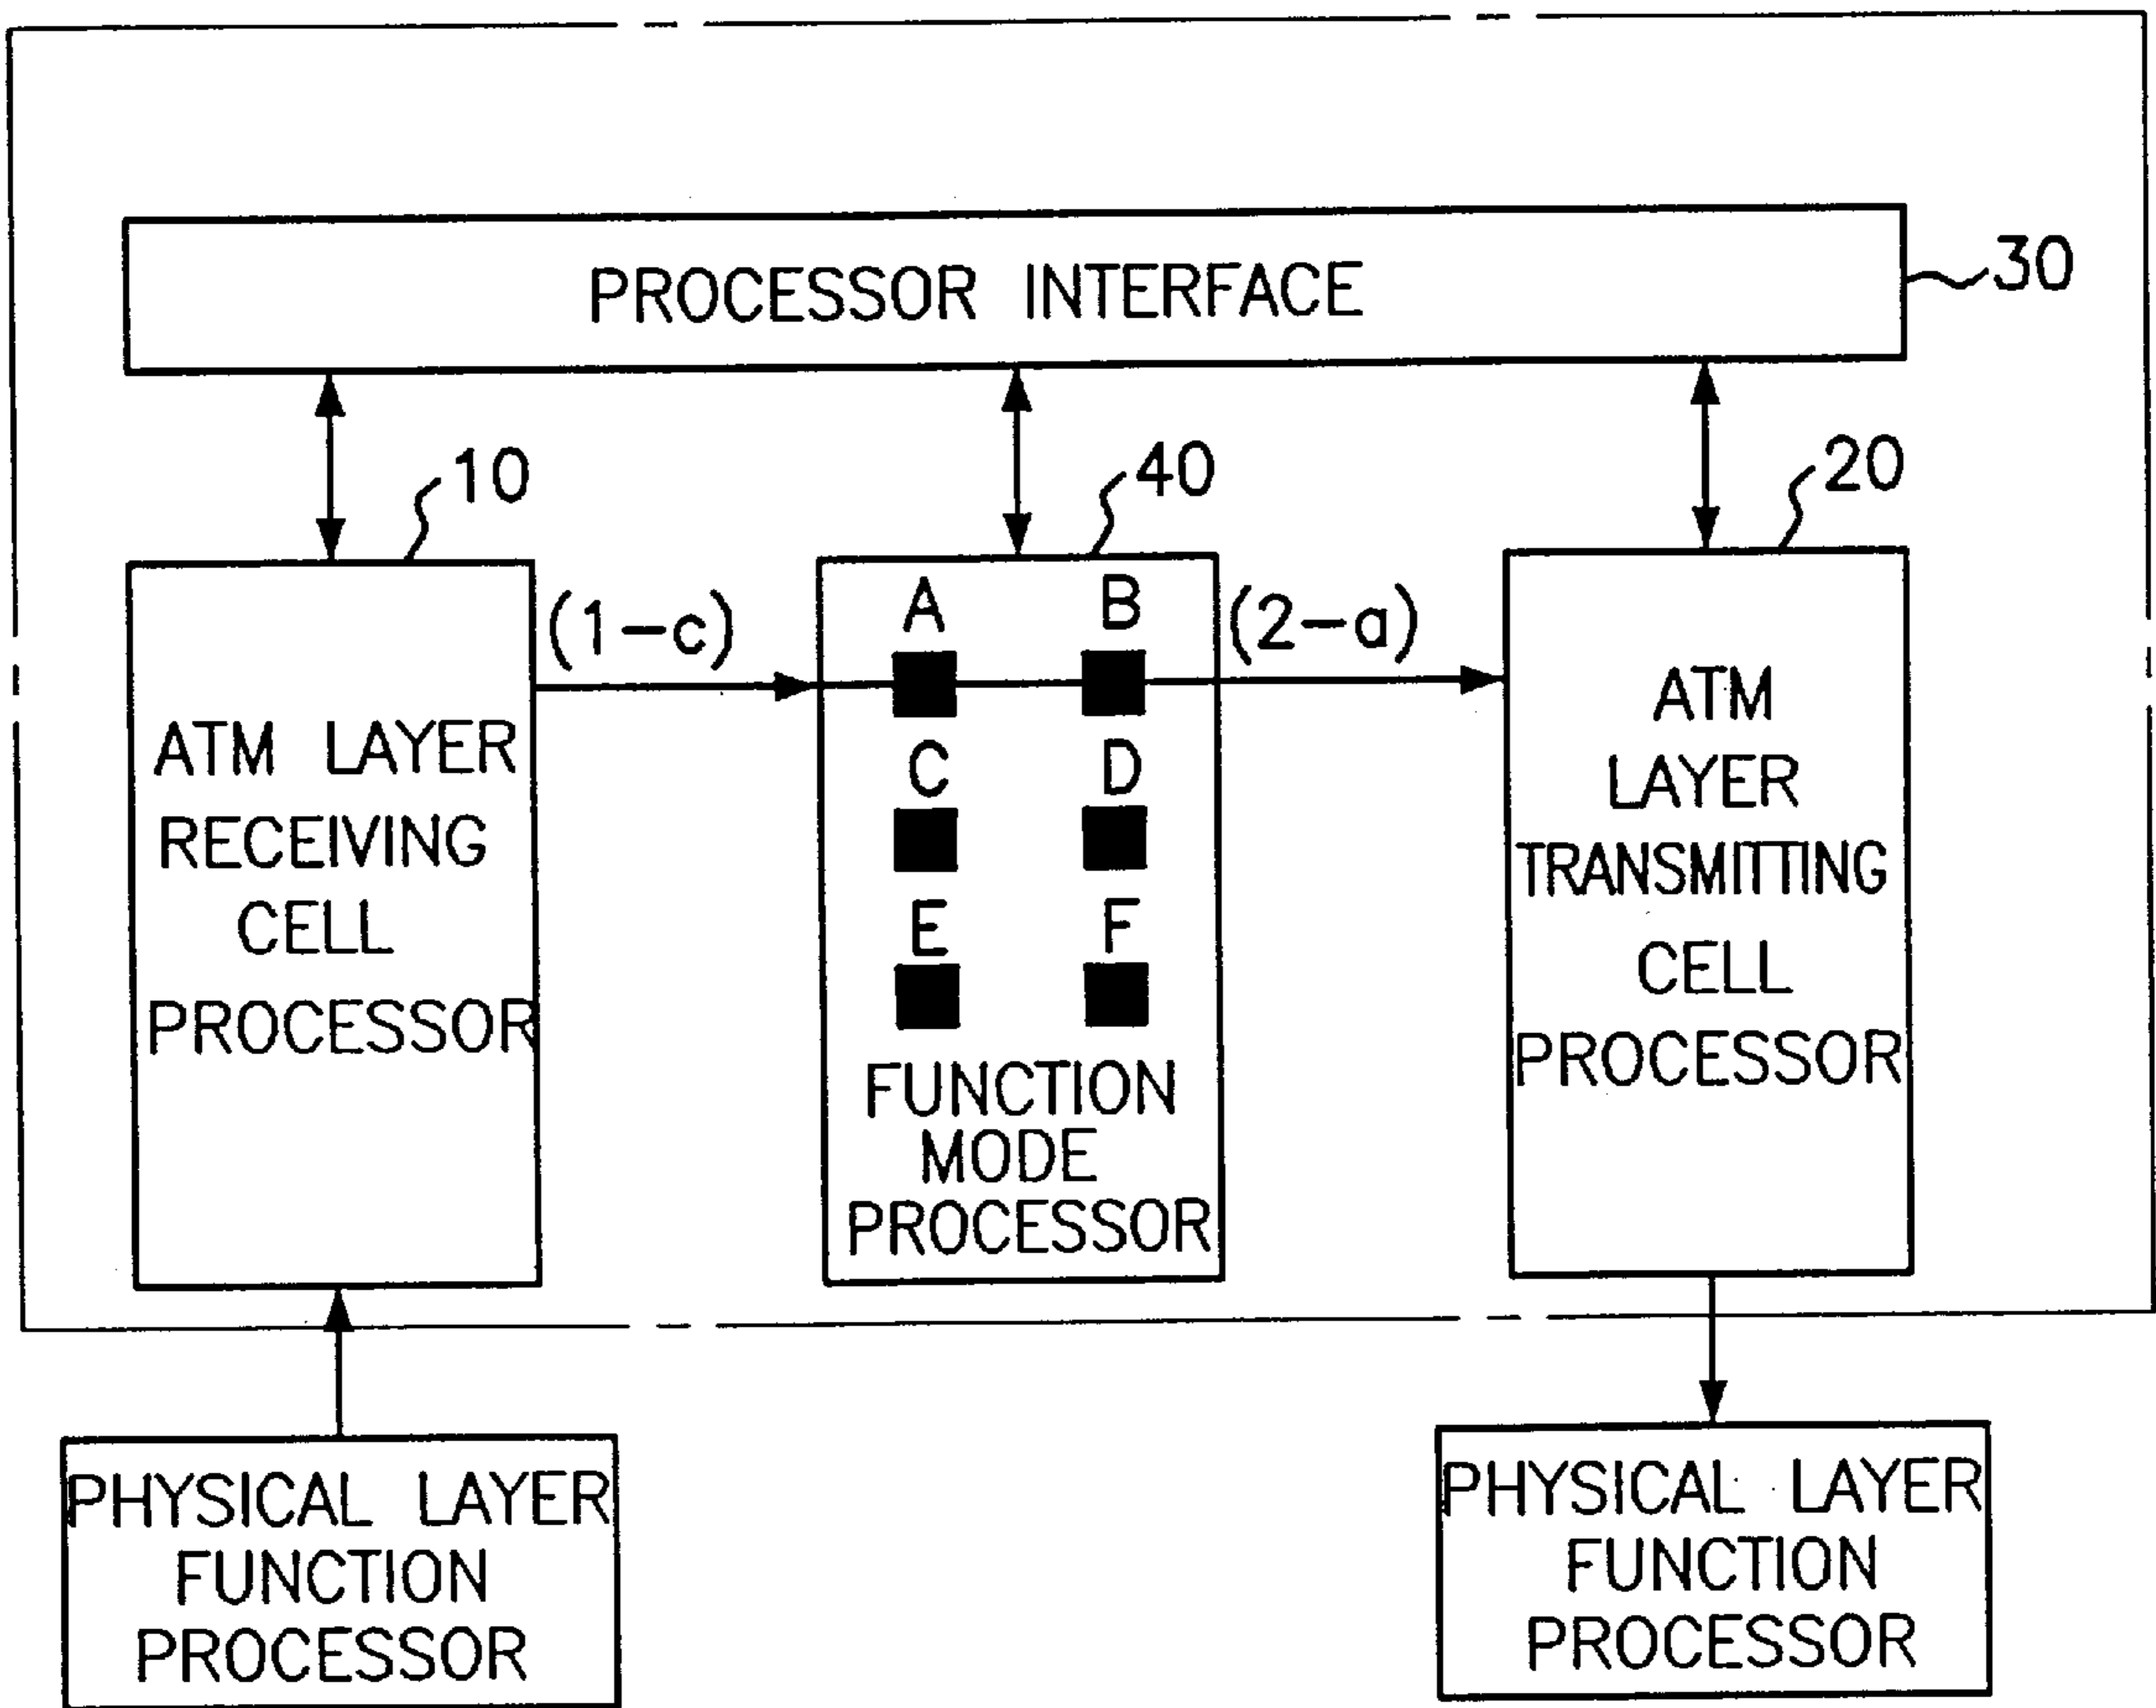 PROCESSOR INTERFACE
30
10
40
20
(1-c)
A B
(2-a)
C D
E F
ATM LAYER
RECEIVING
CELL
PROCESSOR
FUNCTION
MODE
PROCESSOR
ATM
LAYER
TRANSMITTING
CELL
PROCESSOR
PHYSICAL LAYER
FUNCTION
PROCESSOR
PHYSICAL LAYER
FUNCTION
PROCESSOR